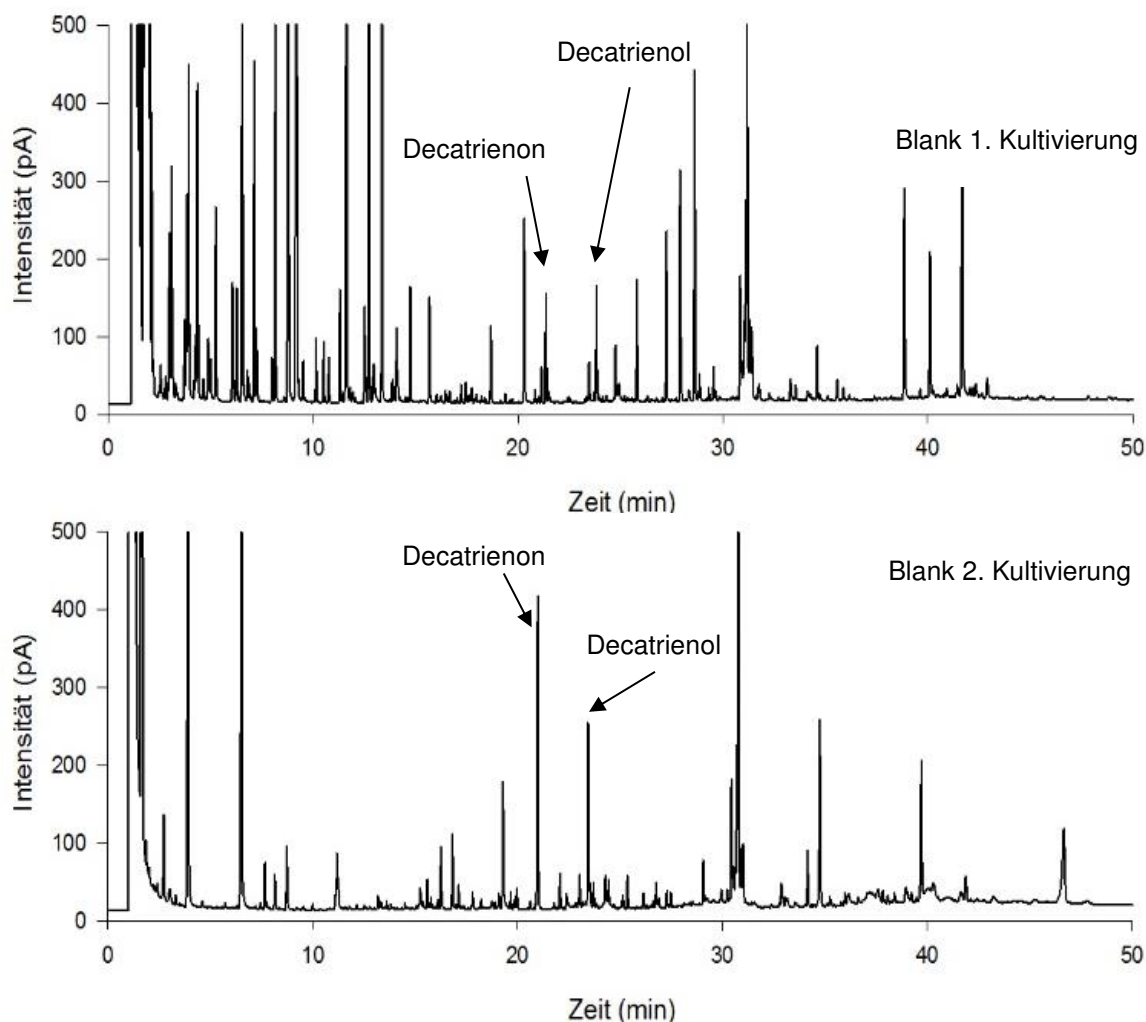 500
Decatrienol
400
Decatrienon
Blank 1. Kultivierung
300
200
100
0
Intensität (pA)
0 10 20 30 40 50
Zeit (min)
500
Decatrienon
Blank 2. Kultivierung
400
Decatrienol
300
200
100
0
Intensität (pA)
0 10 20 30 40 50
Zeit (min)